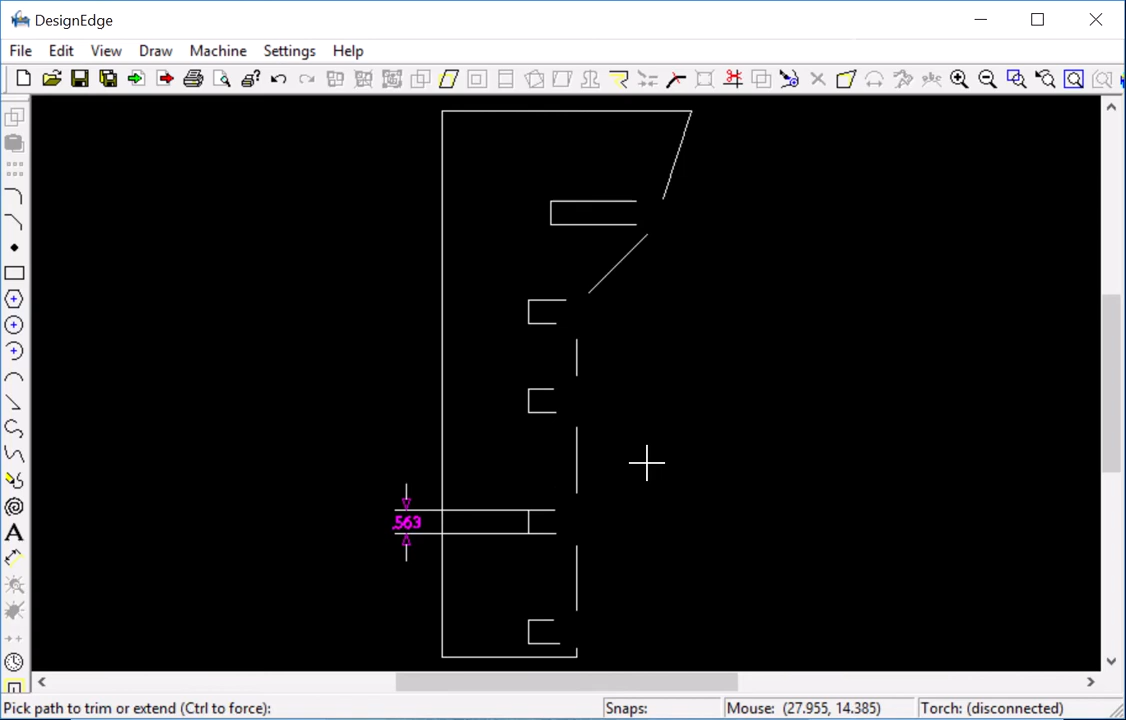 DesignEdge
File Edit View Draw Machine Settings Help
A
.563
Pick path to trim or extend (Ctrl to force): Snaps: Mouse: (27.955, 14.385) Torch: (disconnected)